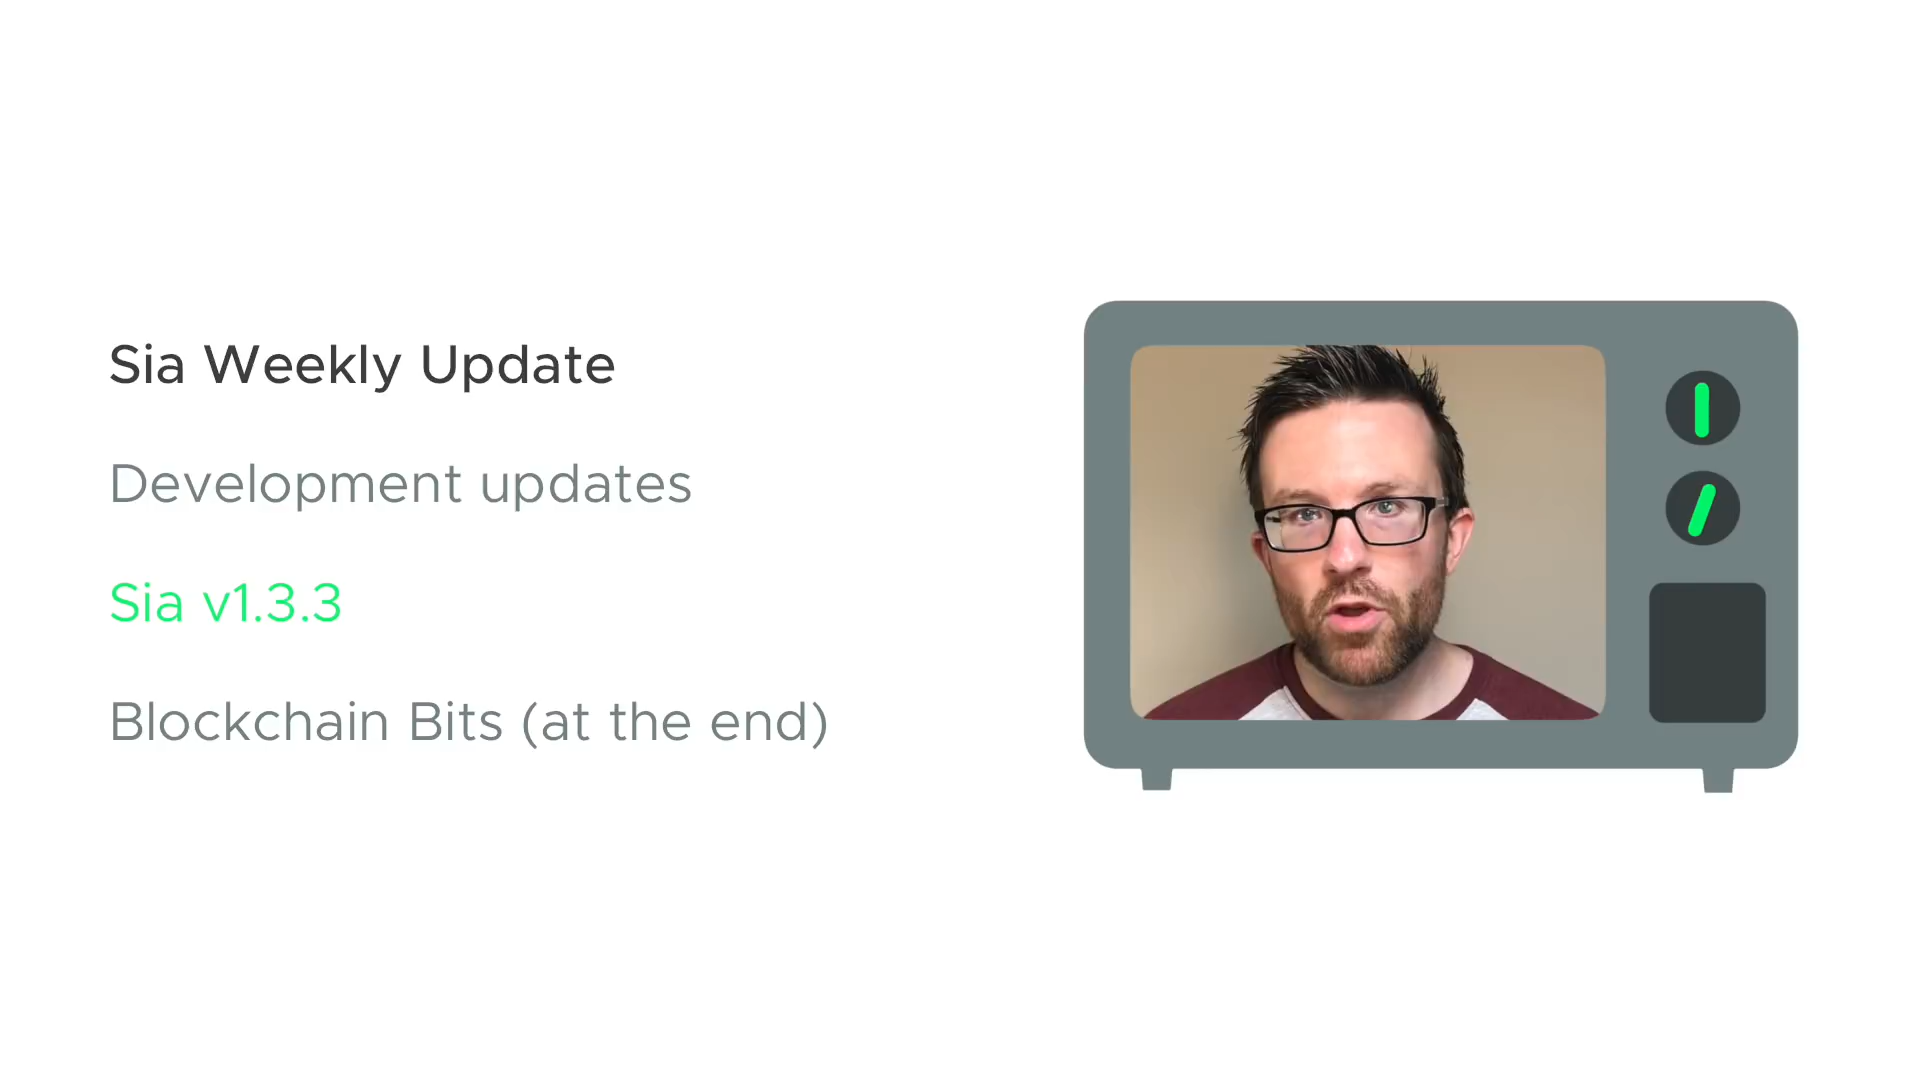 Sia Weekly Update
Development updates
Sia v1.3.3
Blockchain Bits (at the end)